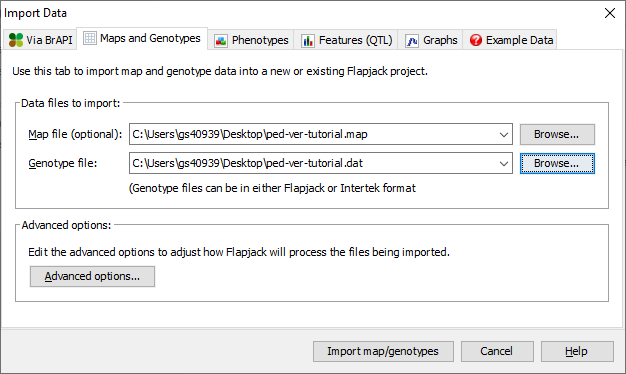 Import Data
Via BrAPI Maps and Genotypes Phenotypes Features (QTL) Graphs Example Data
Use this tab to import map and genotype data into a new or existing Flapjack project.
Data files to import:
Map file (optional): C:\Users\gs40939\Desktop\ped-ver-tutorial.map Browse...
Genotype file: C:\Users\gs40939\Desktop\ped-ver-tutorial.dat Browse...
(Genotype files can be in either Flapjack or Intertek format
Advanced options:
Edit the advanced options to adjust how Flapjack will process the files being imported.
Advanced options...
Import map/genotypes Cancel Help